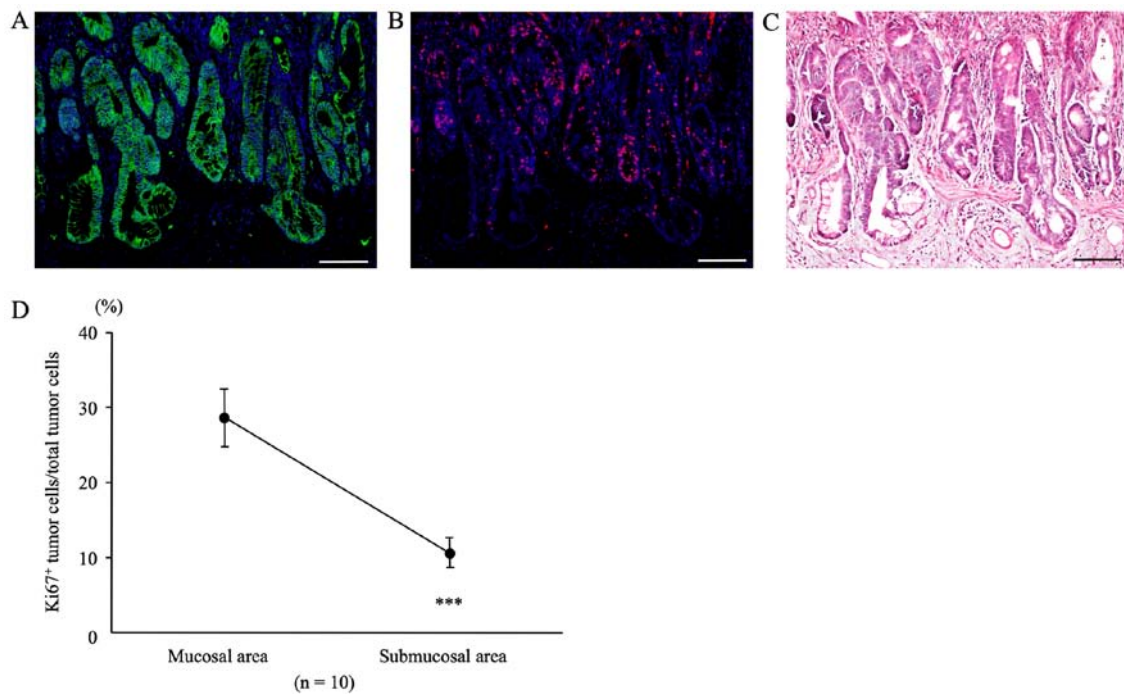 A
B
C
D
(%)
40
30
20
10
0
Ki67⁺ tumor cells/total tumor cells
***
Mucosal area
Submucosal area
(n = 10)